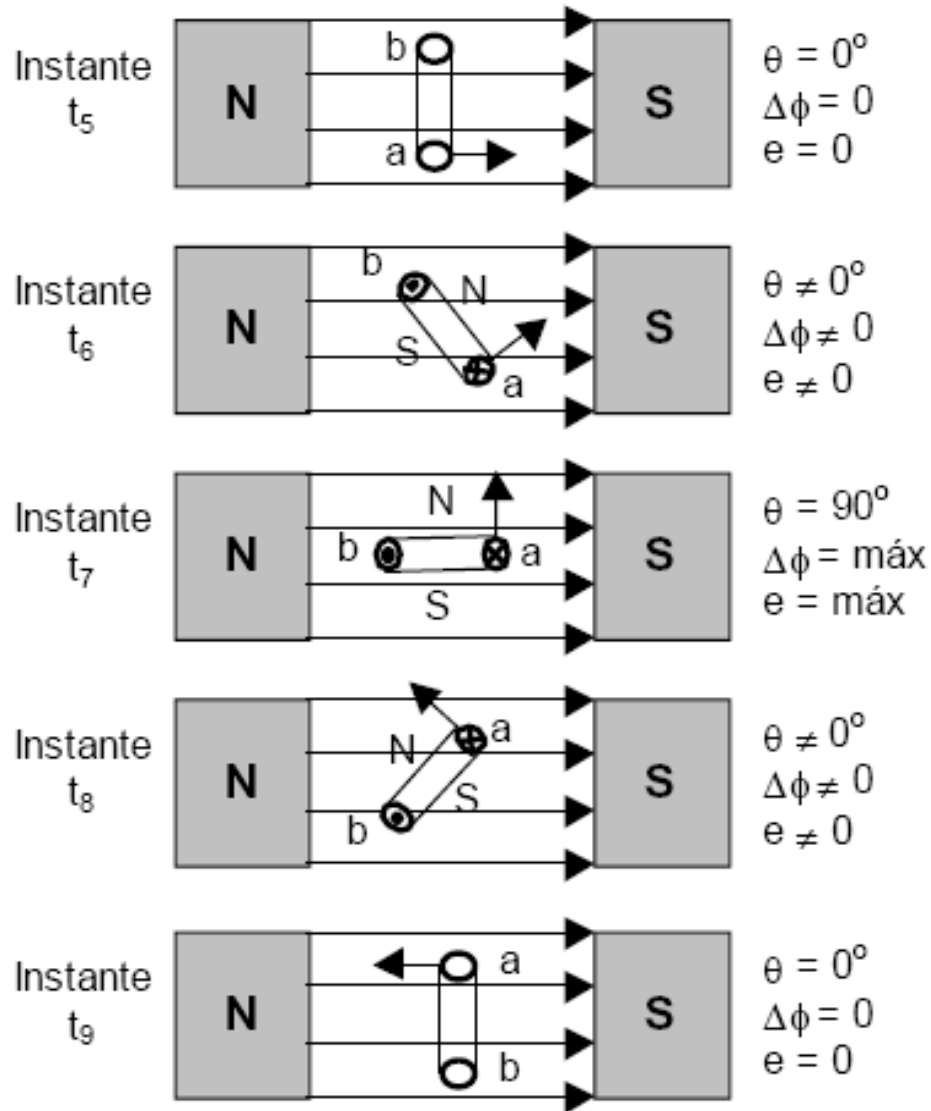 Instante
t₅
N
b
a
S
θ = 0º
Δϕ = 0
e = 0
Instante
t₆
N
b
N
S
a
S
θ ≠ 0º
Δϕ ≠ 0
e ≠ 0
Instante
t₇
N
N
b
a
S
S
θ = 90º
Δϕ = máx
e = máx
Instante
t₈
N
a
N
S
b
S
θ ≠ 0º
Δϕ ≠ 0
e ≠ 0
Instante
t₉
N
a
b
S
θ = 0º
Δϕ = 0
e = 0